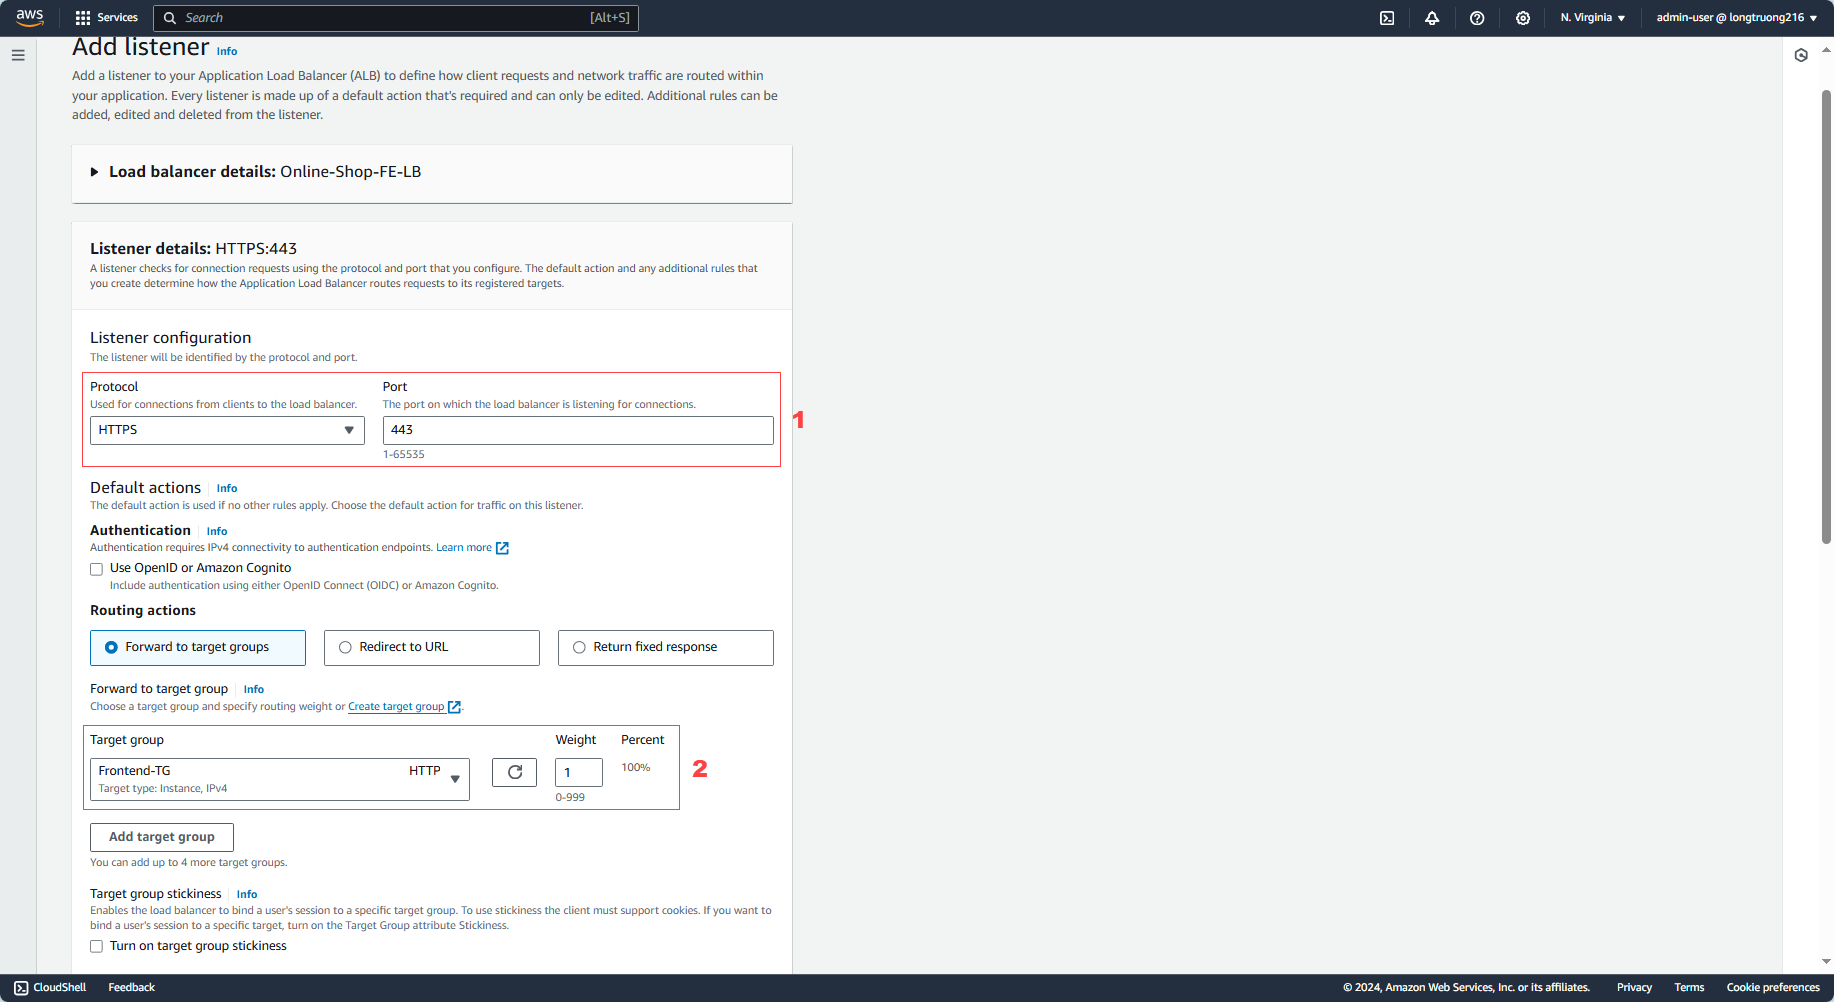 aws
Services
Search
[Alt+S]
N. Virginia
admin-user @ longtruong216
Add listener Info
Add a listener to your Application Load Balancer (ALB) to define how client requests and network traffic are routed within
your application. Every listener is made up of a default action that's required and can only be edited. Additional rules can be
added, edited and deleted from the listener.
Load balancer details: Online-Shop-FE-LB
Listener details: HTTPS:443
A listener checks for connection requests using the protocol and port that you configure. The default action and any additional rules that
you create determine how the Application Load Balancer routes requests to its registered targets.
Listener configuration
The listener will be identified by the protocol and port.
Protocol
Used for connections from clients to the load balancer.
HTTPS
Port
The port on which the load balancer is listening for connections.
443
1-65535
1
Default actions Info
The default action is used if no other rules apply. Choose the default action for traffic on this listener.
Authentication Info
Authentication requires IPv4 connectivity to authentication endpoints. Learn more
Use OpenID or Amazon Cognito
Include authentication using either OpenID Connect (OIDC) or Amazon Cognito.
Routing actions
Forward to target groups
Redirect to URL
Return fixed response
Forward to target group Info
Choose a target group and specify routing weight or Create target group.
Target group
Frontend-TG HTTP
Target type: Instance, IPv4
Weight
1
0-999
Percent
100%
2
Add target group
You can add up to 4 more target groups.
Target group stickiness Info
Enables the load balancer to bind a user's session to a specific target group. To use stickiness the client must support cookies. If you want to
bind a user's session to a specific target, turn on the Target Group attribute Stickiness.
Turn on target group stickiness
CloudShell
Feedback
© 2024, Amazon Web Services, Inc. or its affiliates.
Privacy
Terms
Cookie preferences